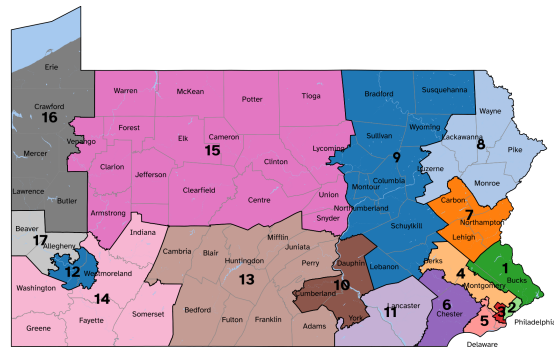 Erie
Warren
McKean
Potter
Tioga
Bradford
Susquehanna
Wayne
Crawford
16
Forest
Elk
Cameron
15
Sullivan
Wyoming
Lackawanna
8
Pike
Venango
Mercer
Clarion
Jefferson
Clinton
Lycoming
9
Luzerne
Monroe
Lawrence
Butler
Clearfield
Centre
Union
Montour
Columbia
Carbon
Armstrong
Snyder
Northumberland
7
Northampton
Beaver
17
Allegheny
Indiana
Cambria
Blair
Huntingdon
Mifflin
Juniata
Perry
Schuylkill
Lehigh
12
Westmoreland
13
Dauphin
Lebanon
Berks
4
1
Bucks
Washington
14
10
Cumberland
Montgomery
Greene
Fayette
Somerset
Bedford
Fulton
Franklin
Adams
York
11
Lancaster
6
Chester
5
3
2
Philadelphia
Delaware